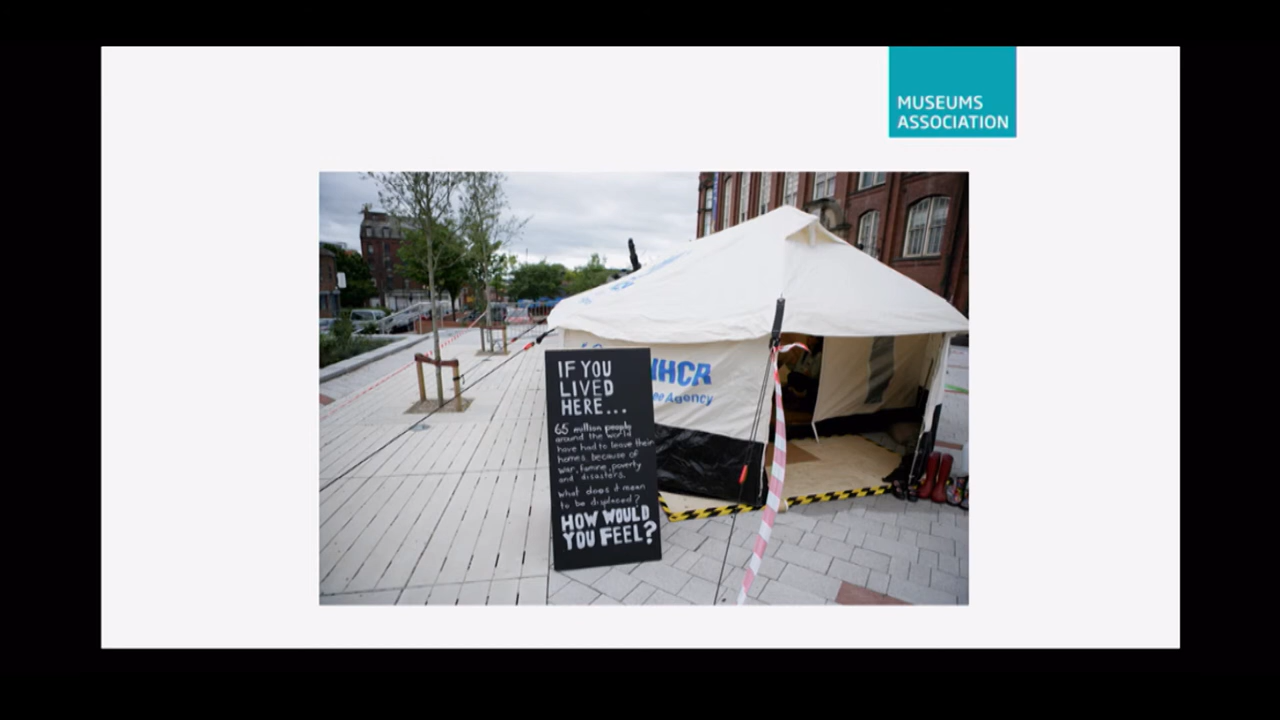 MUSEUMS
ASSOCIATION
IF YOU
LIVED
HERE...
65 million people
around the world
have had to leave their
homes because of
war, famine, poverty
and disasters.
What does it mean
to be displaced?
HOW WOULD
YOU FEEL?
HCR
Agency